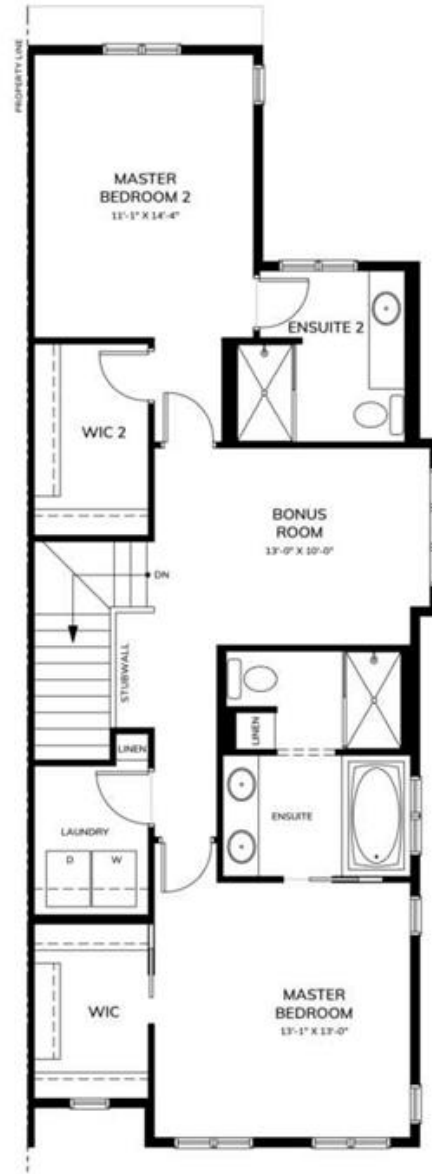 PROPERTY LINE
MASTER
BEDROOM 2
11'-1" X 14'-4"
ENSUITE 2
WIC 2
BONUS
ROOM
13'-0" X 10'-0"
DN
STUBWALL
LINEN
LINEN
ENSUITE
LAUNDRY
D W
WIC
MASTER
BEDROOM
13'-1" X 13'-0"